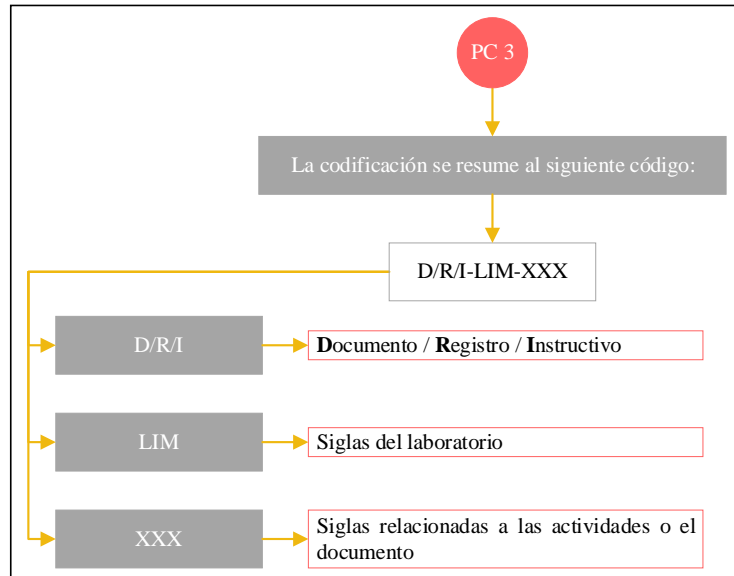 PC 3
La codificación se resume al siguiente código:
D/R/I-LIM-XXX
D/R/I
Documento / Registro / Instructivo
LIM
Siglas del laboratorio
XXX
Siglas relacionadas a las actividades o el
documento